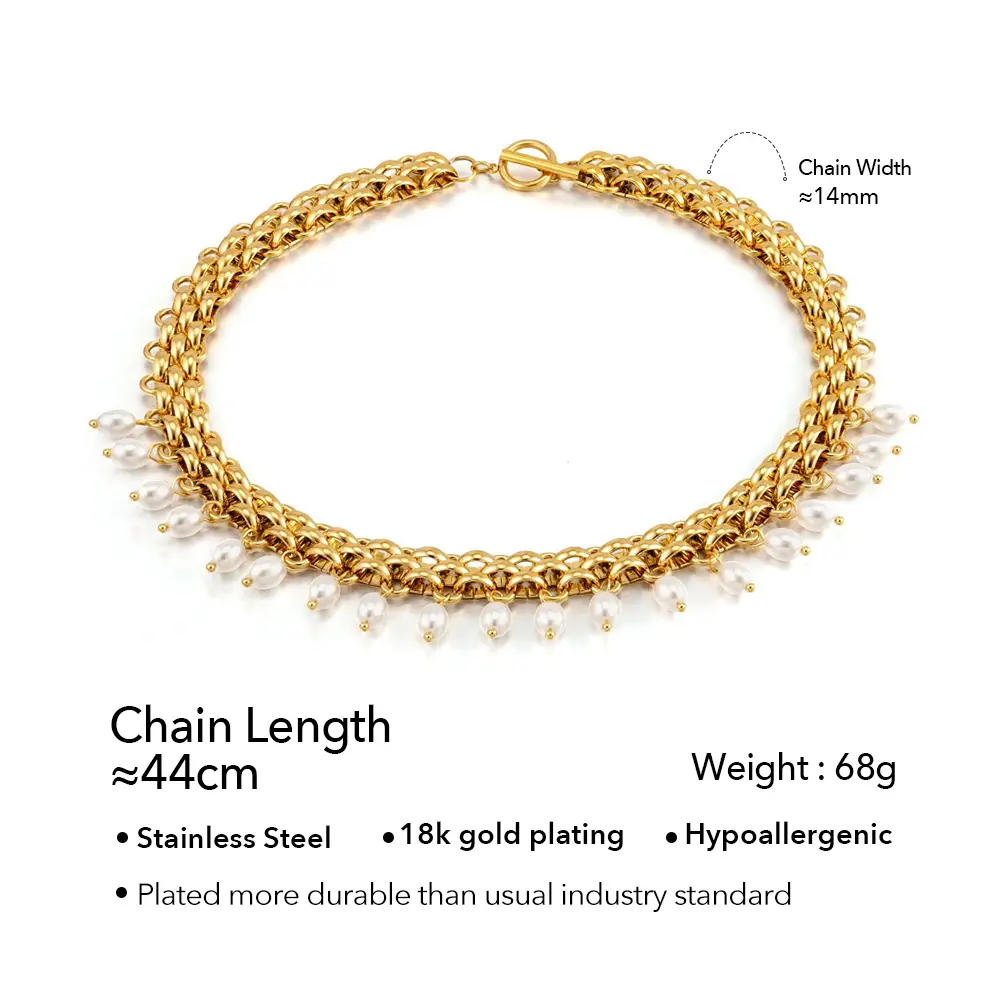 Chain Width
≈14mm
Chain Length
≈44cm
Weight : 68g
• Stainless Steel
• 18k gold plating
• Hypoallergenic
• Plated more durable than usual industry standard